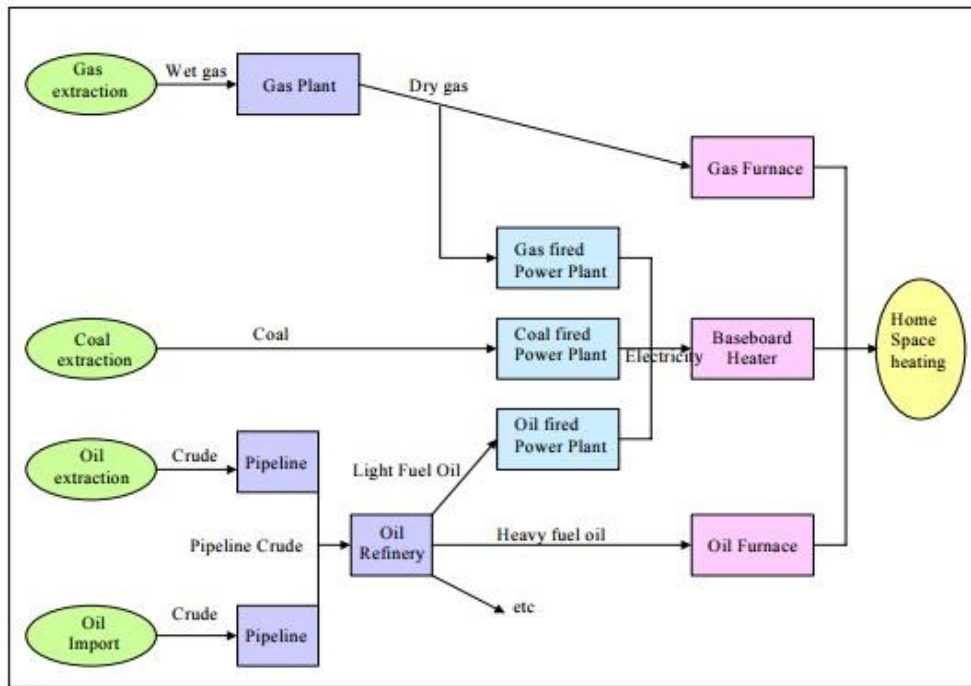 Gas
extraction
Wet gas
Gas Plant
Dry gas
Gas Furnace
Gas fired
Power Plant
Coal
extraction
Coal
Coal fired
Power Plant
Electricity
Baseboard
Heater
Home
Space
heating
Oil fired
Power Plant
Oil
extraction
Crude
Pipeline
Light Fuel Oil
Pipeline Crude
Oil
Refinery
Heavy fuel oil
Oil Furnace
etc
Oil
Import
Crude
Pipeline